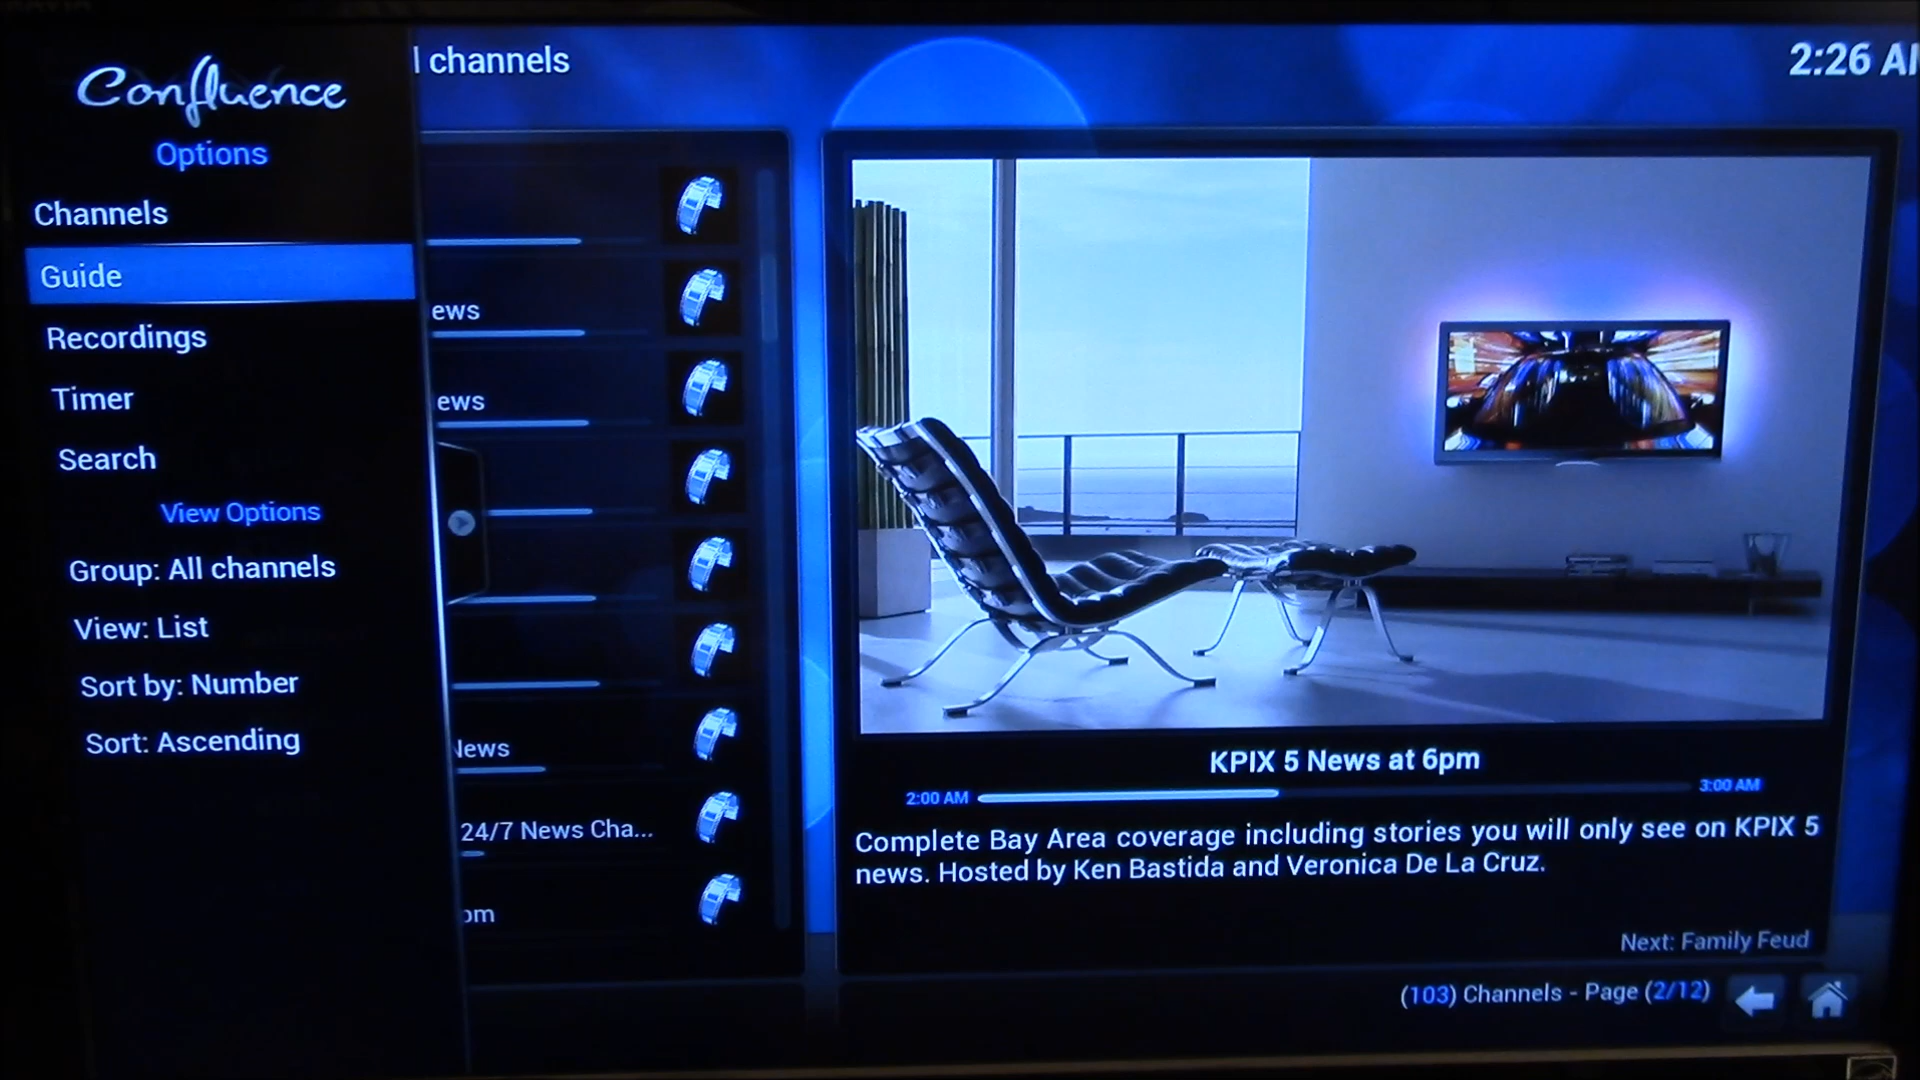 Confluence
Options
Channels
Guide
Recordings
Timer
Search
View Options
Group: All channels
View: List
Sort by: Number
Sort: Ascending
l channels
2:26 A
ews
ews
News
24/7 News Cha...
pm
KPIX 5 News at 6pm
2:00 AM
3:00 AM
Complete Bay Area coverage including stories you will only see on KPIX 5
news. Hosted by Ken Bastida and Veronica De La Cruz.
Next: Family Feud
(103) Channels - Page (2/12)